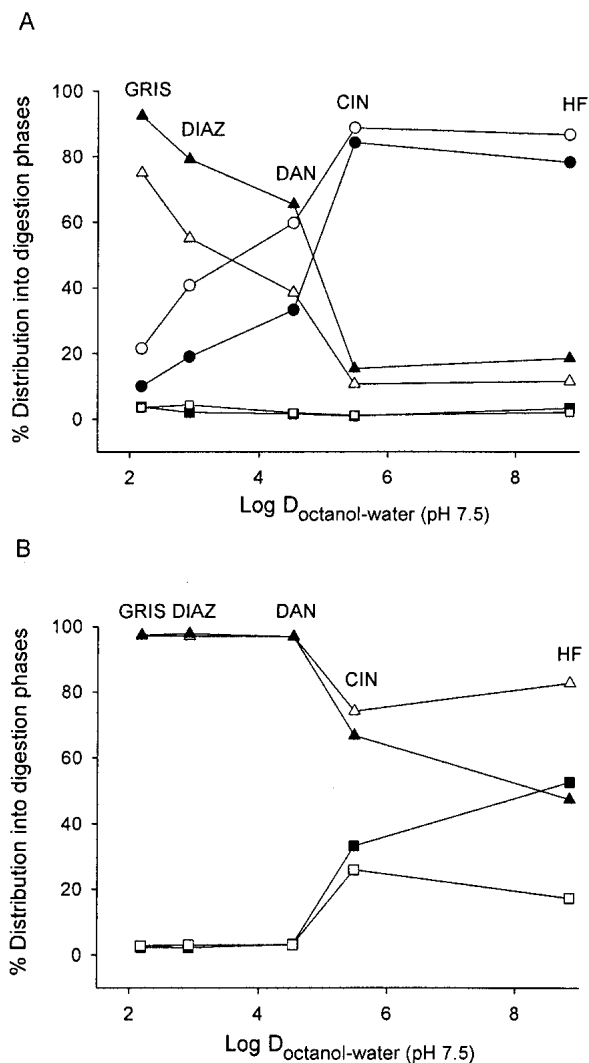 A
% Distribution into digestion phases
100
80
60
40
20
0
GRIS
DIAZ
DAN
CIN
HF
2 4 6 8
Log D octanol-water (pH 7.5)
B
% Distribution into digestion phases
100
80
60
40
20
0
GRIS DIAZ DAN
CIN
HF
2 4 6 8
Log D octanol-water (pH 7.5)